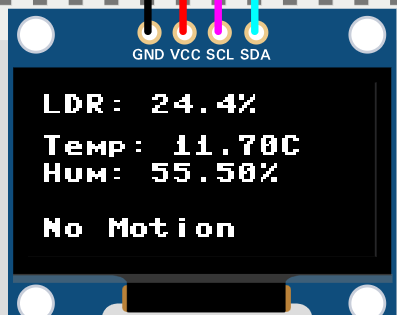 GND VCC SCL SDA
LDR: 24.4%
Temp: 11.70C
Hum: 55.50%
No Motion